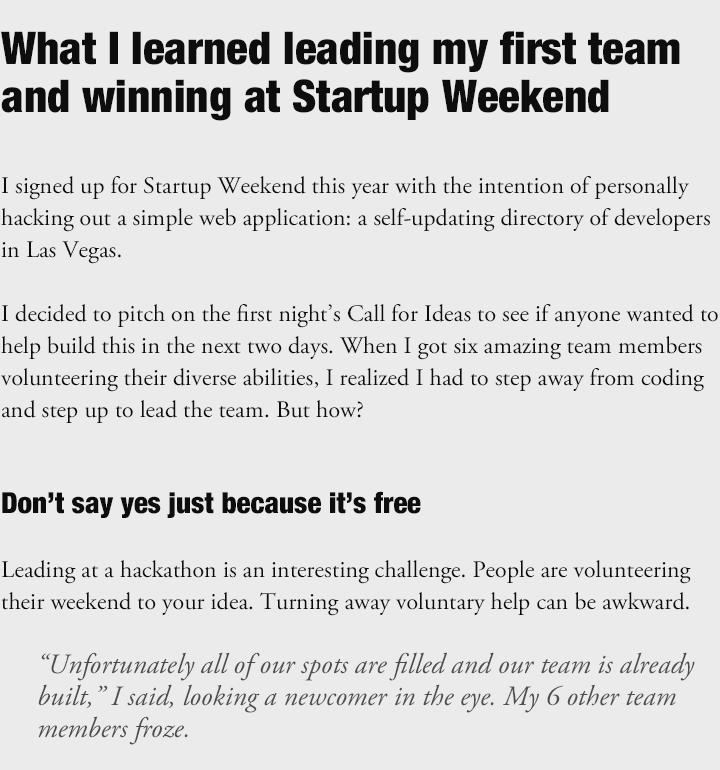 What I learned leading my first team
and winning at Startup Weekend
I signed up for Startup Weekend this year with the intention of personally
hacking out a simple web application: a self-updating directory of developers
in Las Vegas.
I decided to pitch on the first night’s Call for Ideas to see if anyone wanted to
help build this in the next two days. When I got six amazing team members
volunteering their diverse abilities, I realized I had to step away from coding
and step up to lead the team. But how?
Don’t say yes just because it’s free
Leading at a hackathon is an interesting challenge. People are volunteering
their weekend to your idea. Turning away voluntary help can be awkward.
“Unfortunately all of our spots are filled and our team is already
built,” I said, looking a newcomer in the eye. My 6 other team
members froze.